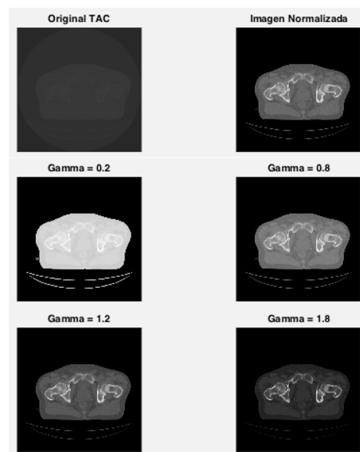 Original TAC
Imagen Normalizada
Gamma = 0.2
Gamma = 0.8
Gamma = 1.2
Gamma = 1.8